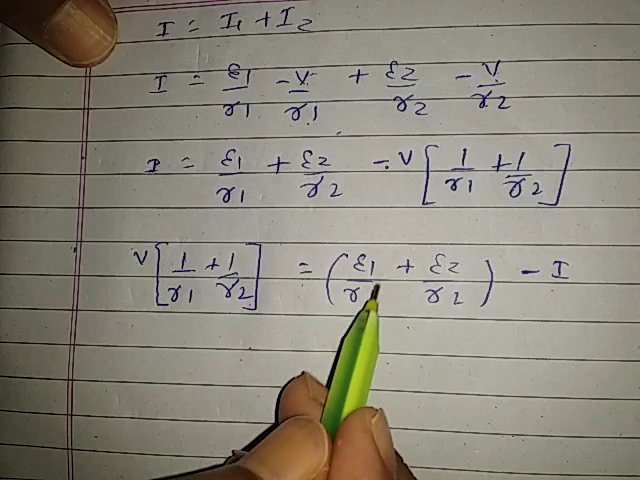 I = I1 + I2
I = ε1/r1 - V/r1 + ε2/r2 - V/r2
I = ε1/r1 + ε2/r2 - V[1/r1 + 1/r2]
V[1/r1 + 1/r2] = (ε1/r1 + ε2/r2) - I